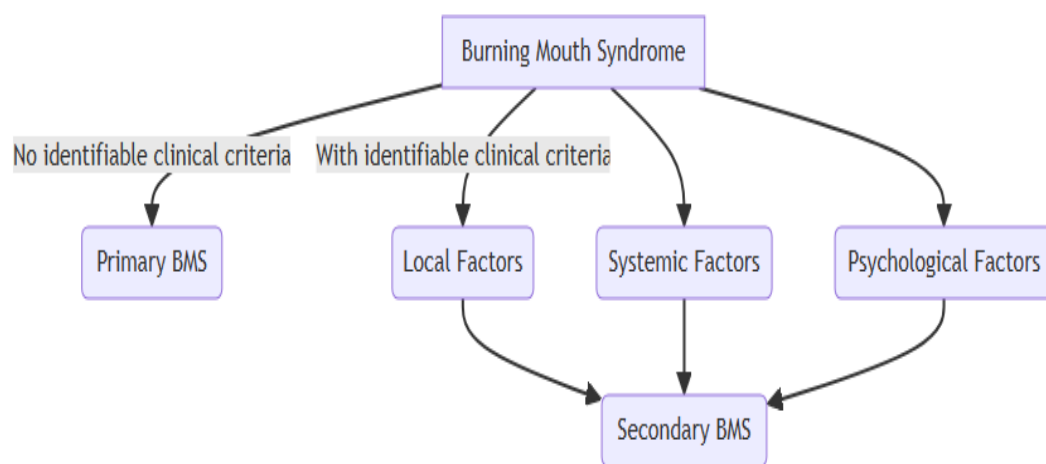 Burning Mouth Syndrome
No identifiable clinical criteria
With identifiable clinical criteria
Primary BMS
Local Factors
Systemic Factors
Psychological Factors
Secondary BMS